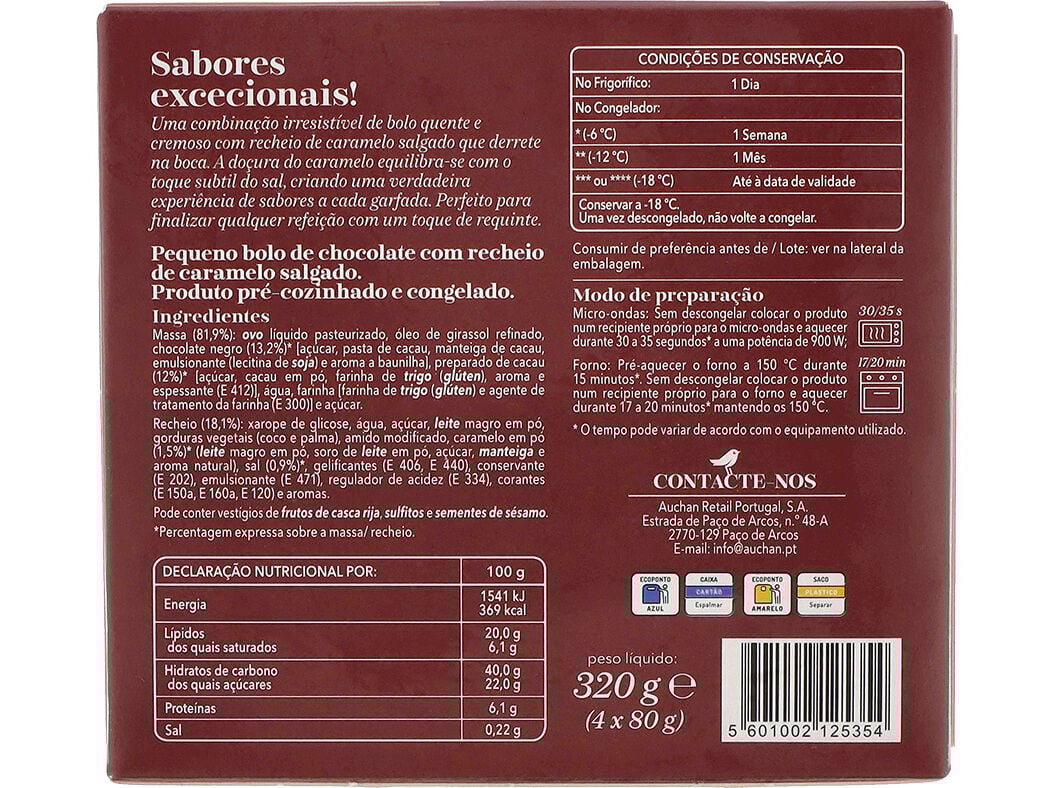 Sabores
excecionais!
Uma combinação irresistível de bolo quente e
cremoso com recheio de caramelo salgado que derrete
na boca. A doçura do caramelo equilibra-se com o
toque subtil do sal, criando uma verdadeira
experiência de sabores a cada garfada. Perfeito para
finalizar qualquer refeição com um toque de requinte.
Pequeno bolo de chocolate com recheio
de caramelo salgado.
Produto pré-cozinhado e congelado.
Ingredientes
Massa (81,9%): ovo líquido pasteurizado, óleo de girassol refinado,
chocolate negro (13,2%)* [açúcar, pasta de cacau, manteiga de cacau,
emulsionante (lecitina de soja) e aroma a baunilha], preparado de cacau
(12%)* [açúcar, cacau em pó, farinha de trigo (glúten), aroma e
espessante (E 412)], água, farinha [farinha de trigo (glúten) e agente de
tratamento da farinha (E 300)] e açúcar.
Recheio (18,1%): xarope de glicose, água, açúcar, leite magro em pó,
gorduras vegetais (coco e palma), amido modificado, caramelo em pó
(1,5%)* (leite magro em pó, soro de leite em pó, açúcar, manteiga e
aroma natural), sal (0,9%)*, gelificantes (E 406, E 440), conservante
(E 202), emulsionante (E 471), regulador de acidez (E 334), corantes
(E 150a, E 160a, E 120) e aromas.
Pode conter vestígios de frutos de casca rija, sulfitos e sementes de sésamo.
*Percentagem expressa sobre a massa/ recheio.
DECLARAÇÃO NUTRICIONAL POR: 100 g
Energia 1541 kJ
369 kcal
Lípidos 20,0 g
dos quais saturados 6,1 g
Hidratos de carbono 40,0 g
dos quais açúcares 22,0 g
Proteínas 6,1 g
Sal 0,22 g
CONDIÇÕES DE CONSERVAÇÃO
No Frigorífico: 1 Dia
No Congelador:
* (-6 °C) 1 Semana
** (-12 °C) 1 Mês
*** ou **** (-18 °C) Até à data de validade
Conservar a -18 °C.
Uma vez descongelado, não volte a congelar.
Consumir de preferência antes de / Lote: ver na lateral da
embalagem.
Modo de preparação
Micro-ondas: Sem descongelar colocar o produto
num recipiente próprio para o micro-ondas e aquecer
durante 30 a 35 segundos* a uma potência de 900 W;
30/35 s
Forno: Pré-aquecer o forno a 150 °C durante
15 minutos*. Sem descongelar colocar o produto
num recipiente próprio para o forno e aquecer
durante 17 a 20 minutos* mantendo os 150 °C.
17/20 min
* O tempo pode variar de acordo com o equipamento utilizado.
CONTACTE-NOS
Auchan Retail Portugal, S.A.
Estrada de Paço de Arcos, n.º 48-A
2770-129 Paço de Arcos
E-mail: info@auchan.pt
ECOPONTO AZUL
CAIXA CARTÃO Espalmar
ECOPONTO AMARELO
SACO PLÁSTICO Separar
peso líquido:
320 g ℮
(4 x 80 g)
5 601002 125354